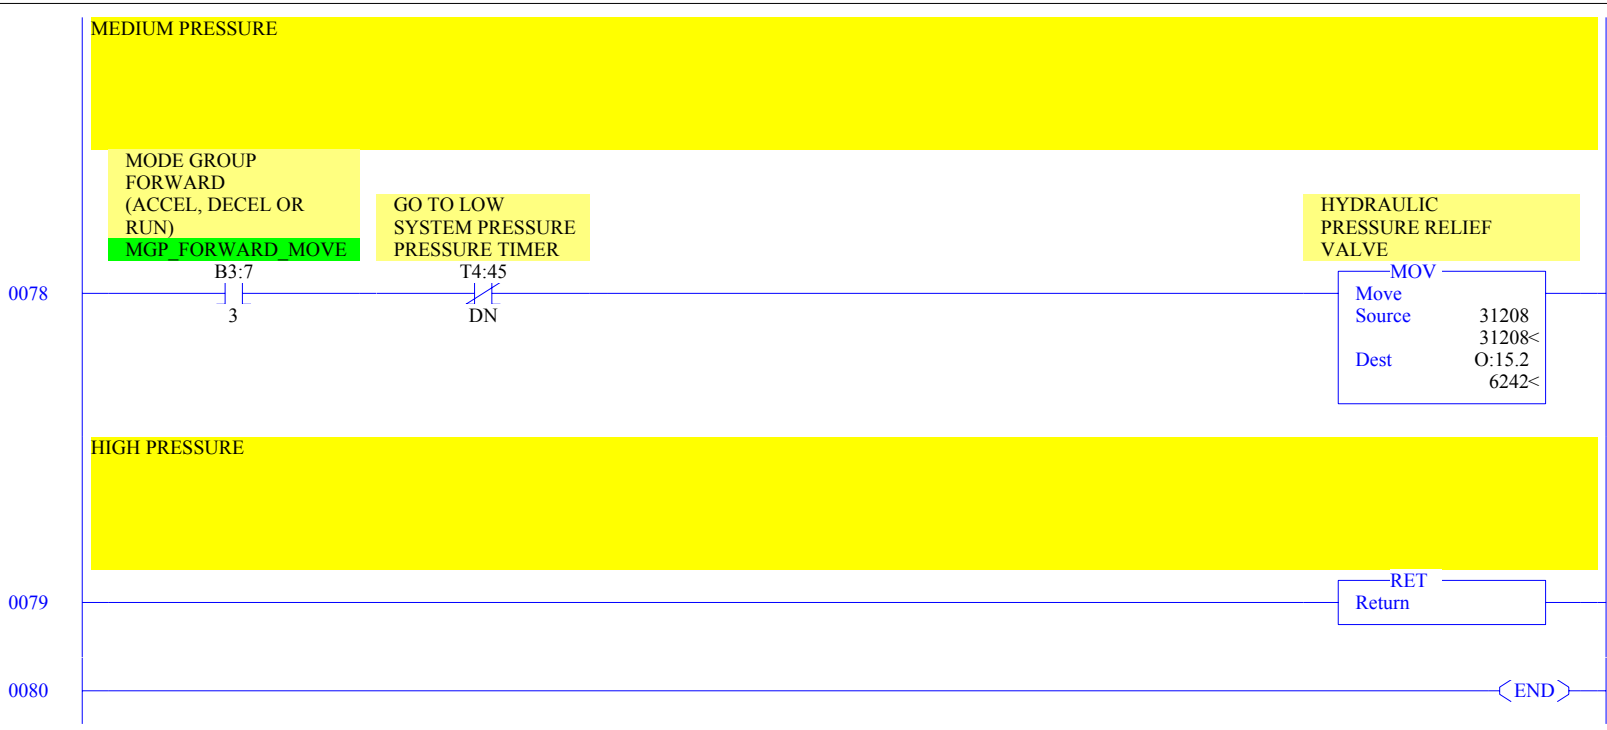 MEDIUM PRESSURE
MODE GROUP
FORWARD
(ACCEL, DECEL OR
RUN)
MGP_FORWARD_MOVE
B3:7
3
GO TO LOW
SYSTEM PRESSURE
PRESSURE TIMER
T4:45
DN
HYDRAULIC
PRESSURE RELIEF
VALVE
MOV
Move
Source 31208
31208<
Dest O:15.2
6242<
0078
HIGH PRESSURE
RET
Return
0079
0080
END